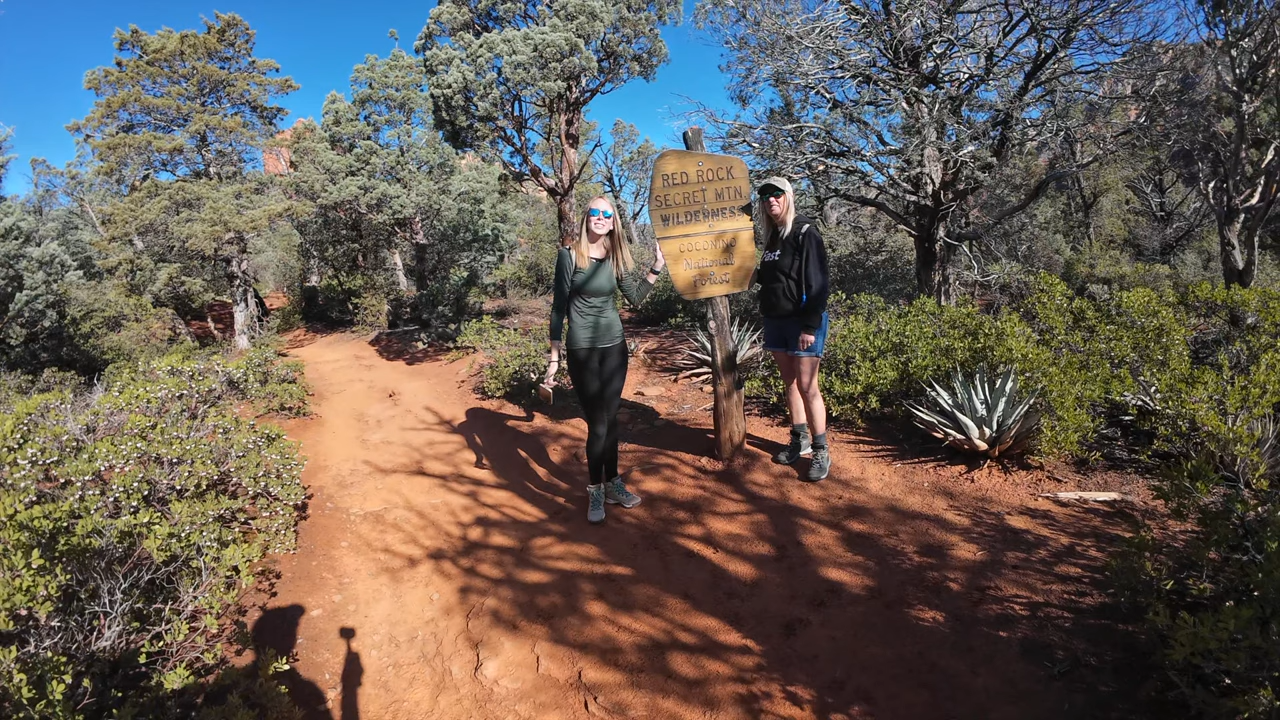 RED ROCK
SECRET MTN
WILDERNESS
COCONINO
National
Forest